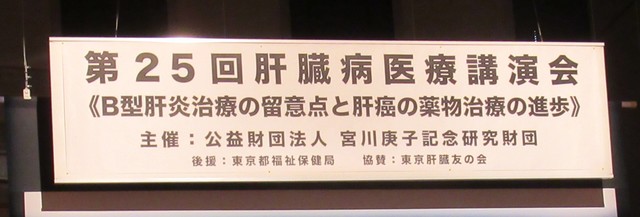 第25回肝臓病医療講演会
《B型肝炎治療の留意点と肝癌の薬物治療の進歩》
主催：公益財団法人 宮川庚子記念研究財団
後援：東京都福祉保健局 協賛：東京肝臓友の会